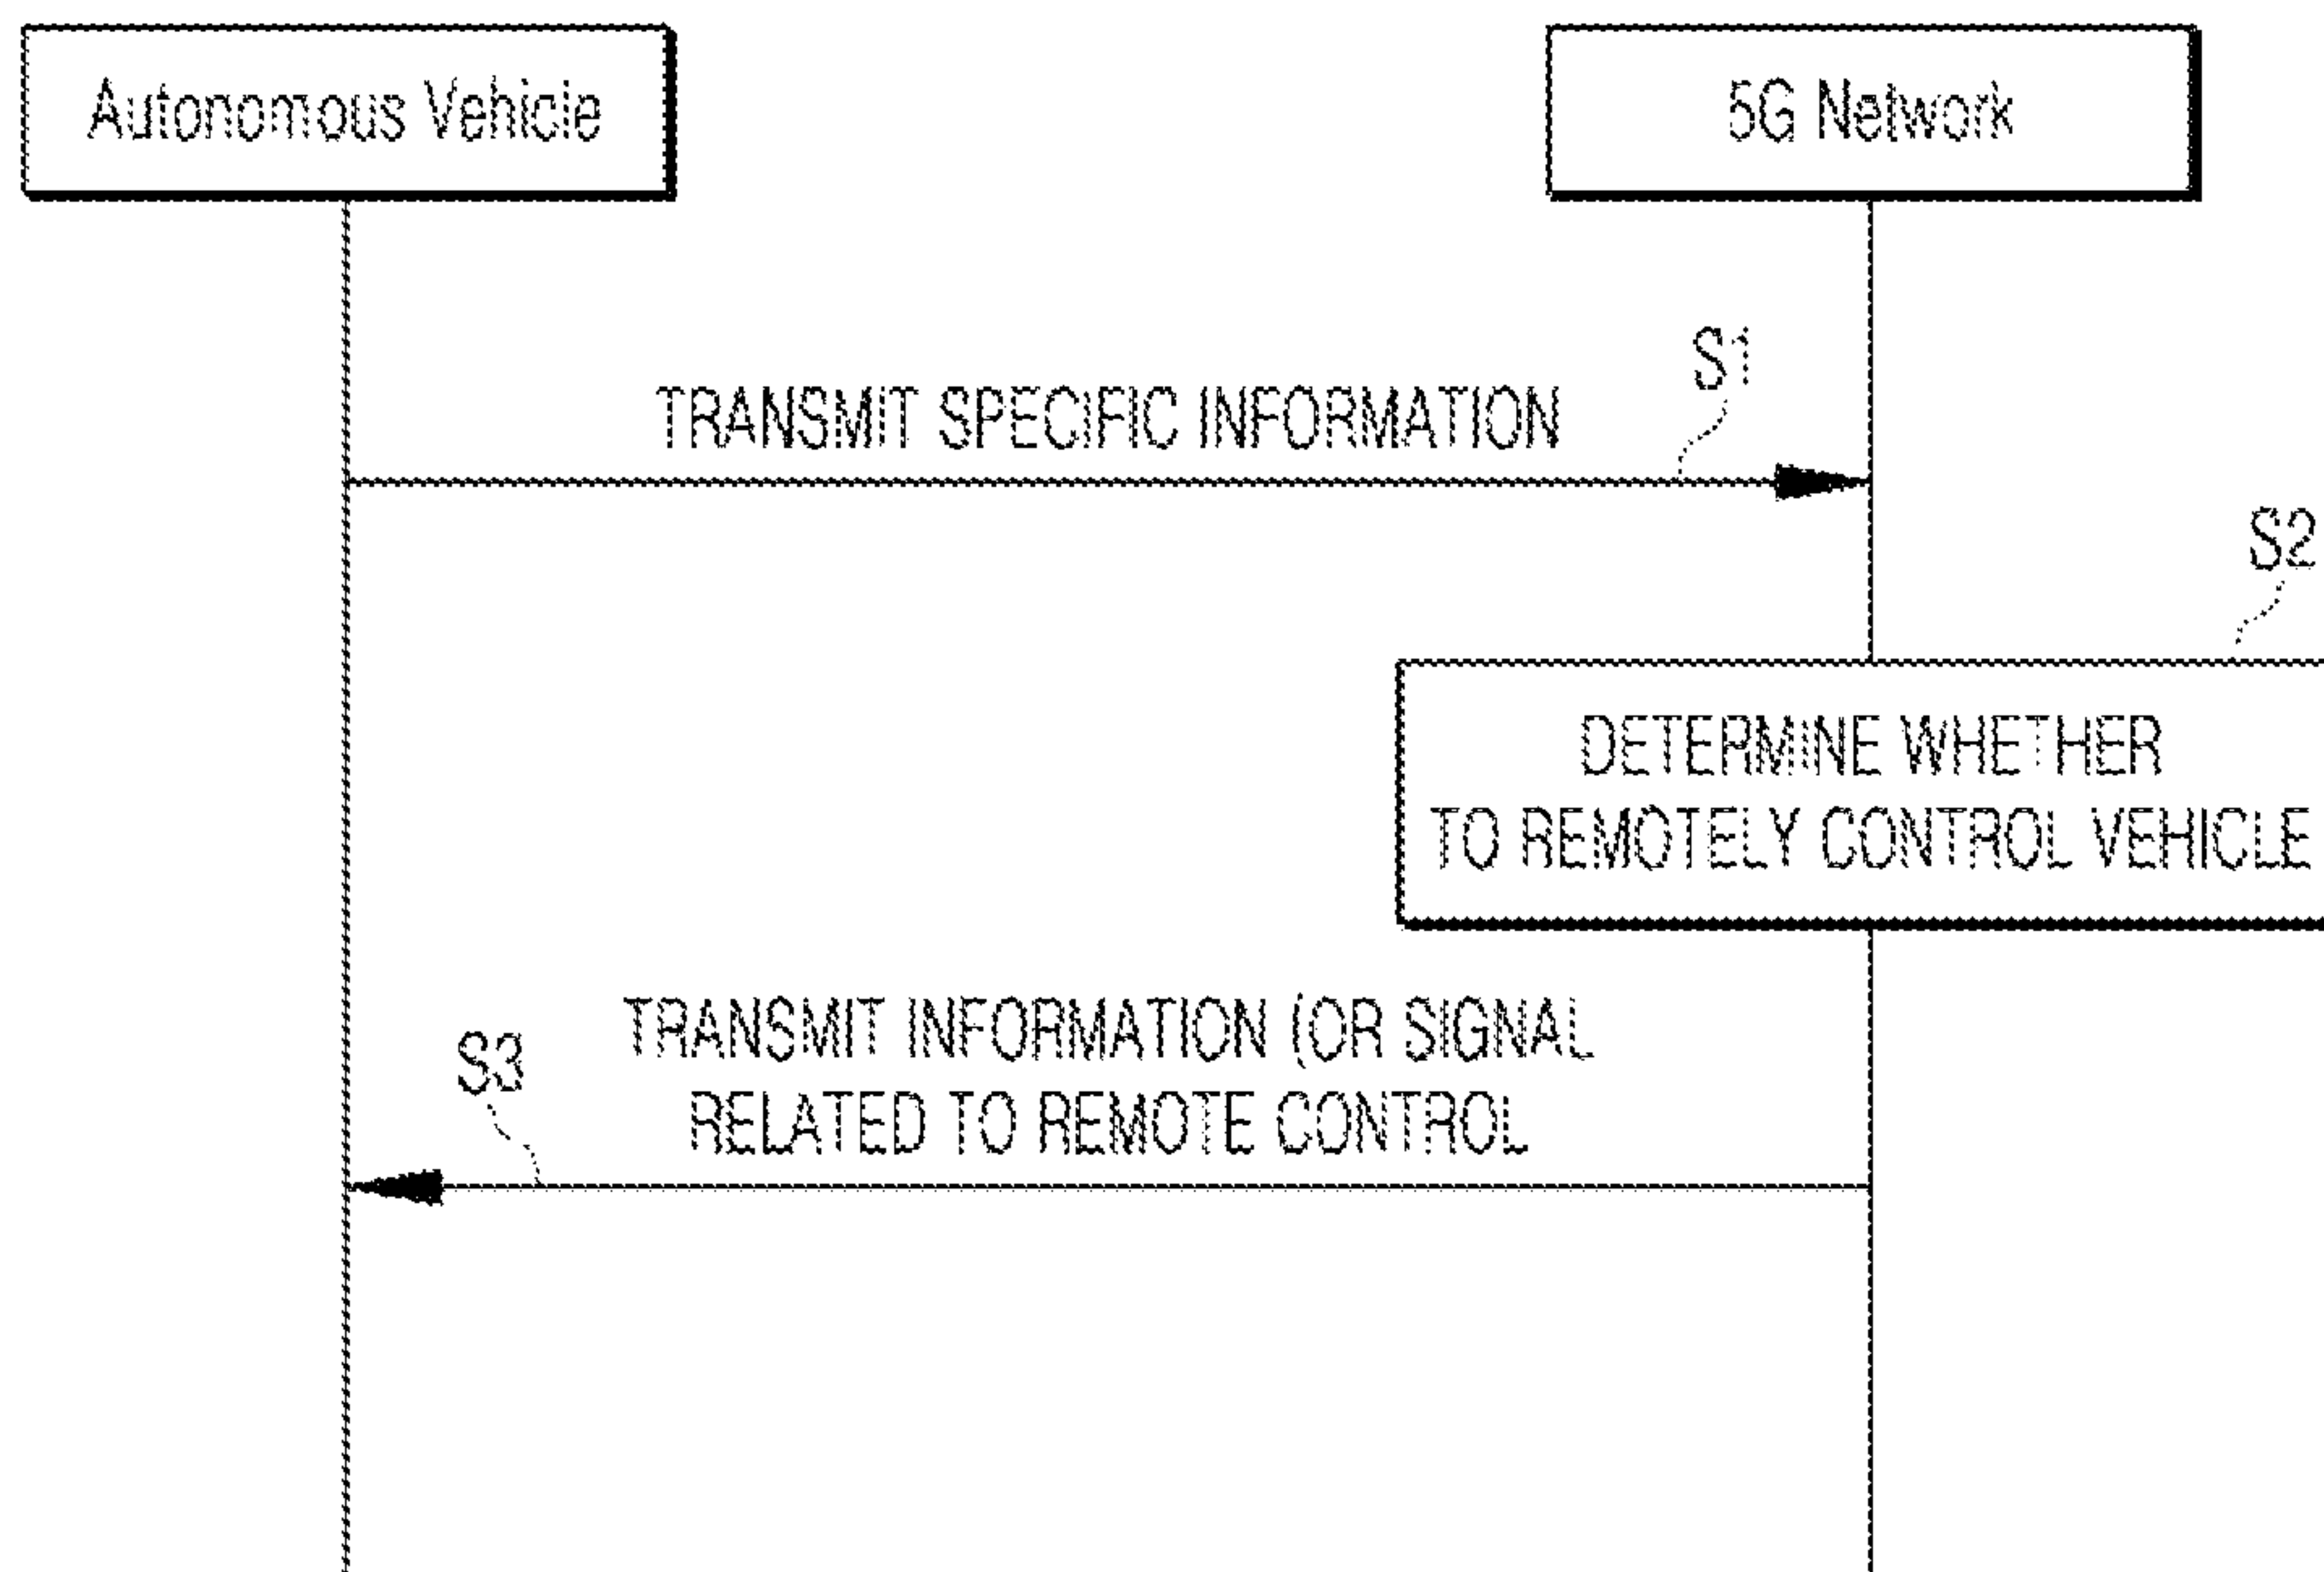 Autonomous Vehicle
5G Network
S1
TRANSMIT SPECIFIC INFORMATION
S2
DETERMINE WHETHER
TO REMOTELY CONTROL VEHICLE
TRANSMIT INFORMATION (OR SIGNAL
S3
RELATED TO REMOTE CONTROL